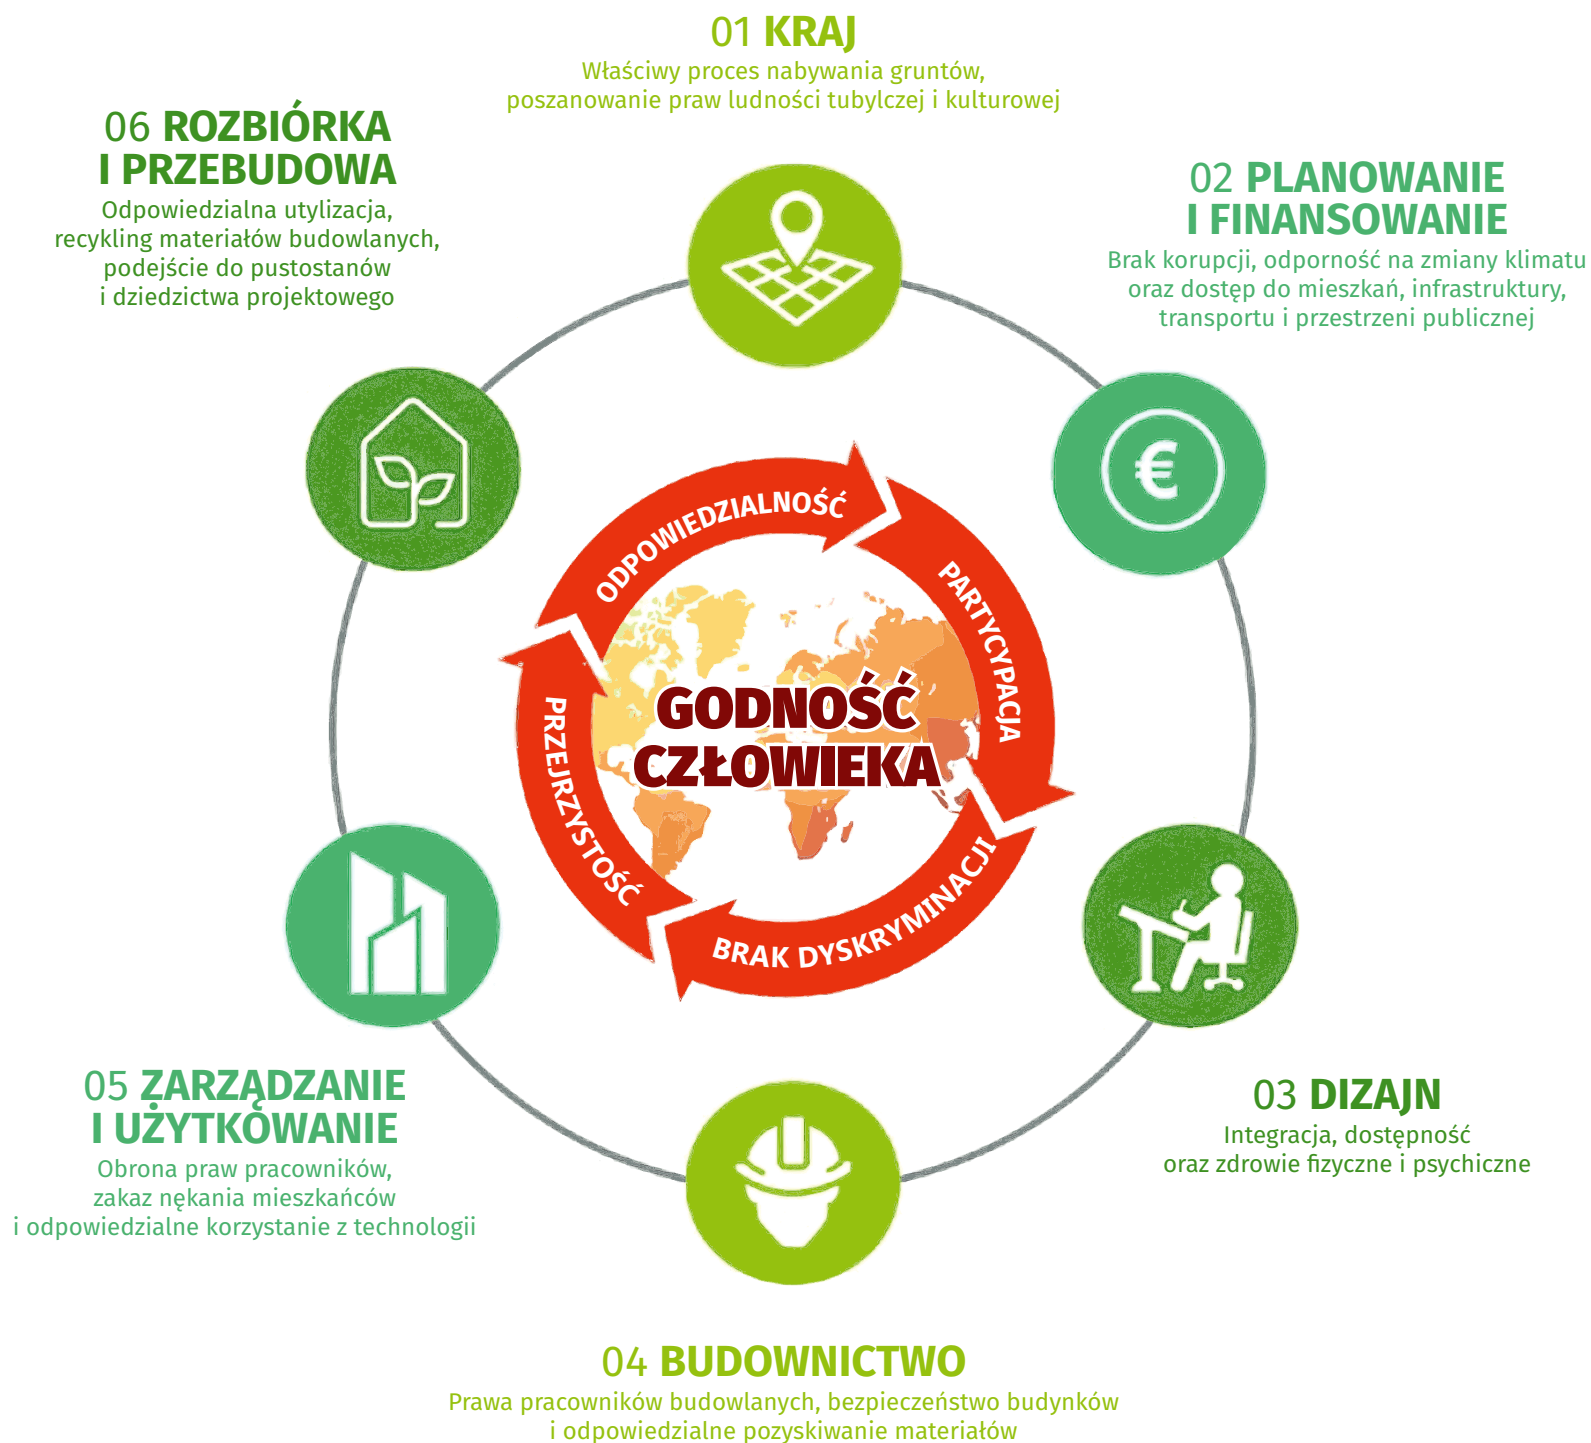 01 KRAJ
Właściwy proces nabywania gruntów,
poszanowanie praw ludności tubylczej i kulturowej
02 PLANOWANIE
I FINANSOWANIE
Brak korupcji, odporność na zmiany klimatu
oraz dostęp do mieszkań, infrastruktury,
transportu i przestrzeni publicznej
03 DIZAJN
Integracja, dostępność
oraz zdrowie fizyczne i psychiczne
04 BUDOWNICTWO
Prawa pracowników budowlanych, bezpieczeństwo budynków
i odpowiedzialne pozyskiwanie materiałów
05 ZARZĄDZANIE
I UŻYTKOWANIE
Obrona praw pracowników,
zakaz nękania mieszkańców
i odpowiedzialne korzystanie z technologii
06 ROZBIÓRKA
I PRZEBUDOWA
Odpowiedzialna utylizacja,
recykling materiałów budowlanych,
podejście do pustostanów
i dziedzictwa projektowego
ODPOWIEDZIALNOŚĆ
PARTYCYPACJA
BRAK DYSKRYMINACJI
PRZEJRZYSTOŚĆ
GODNOŚĆ
CZŁOWIEKA
€